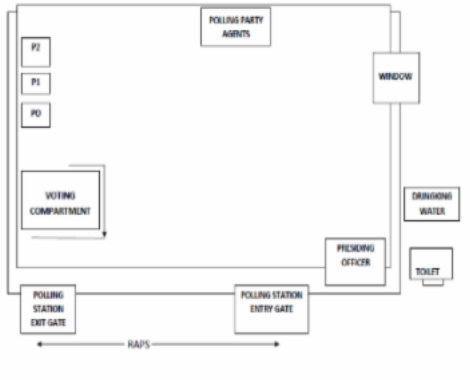 POLLING PARTY
AGENTS
P2
P1
PO
WINDOW
VOTING
COMPARTMENT
DRINGKING
WATER
PRESIDING
OFFICER
TOILET
POLLING
STATION
EXIT GATE
POLLING STATION
ENTRY GATE
RAPS